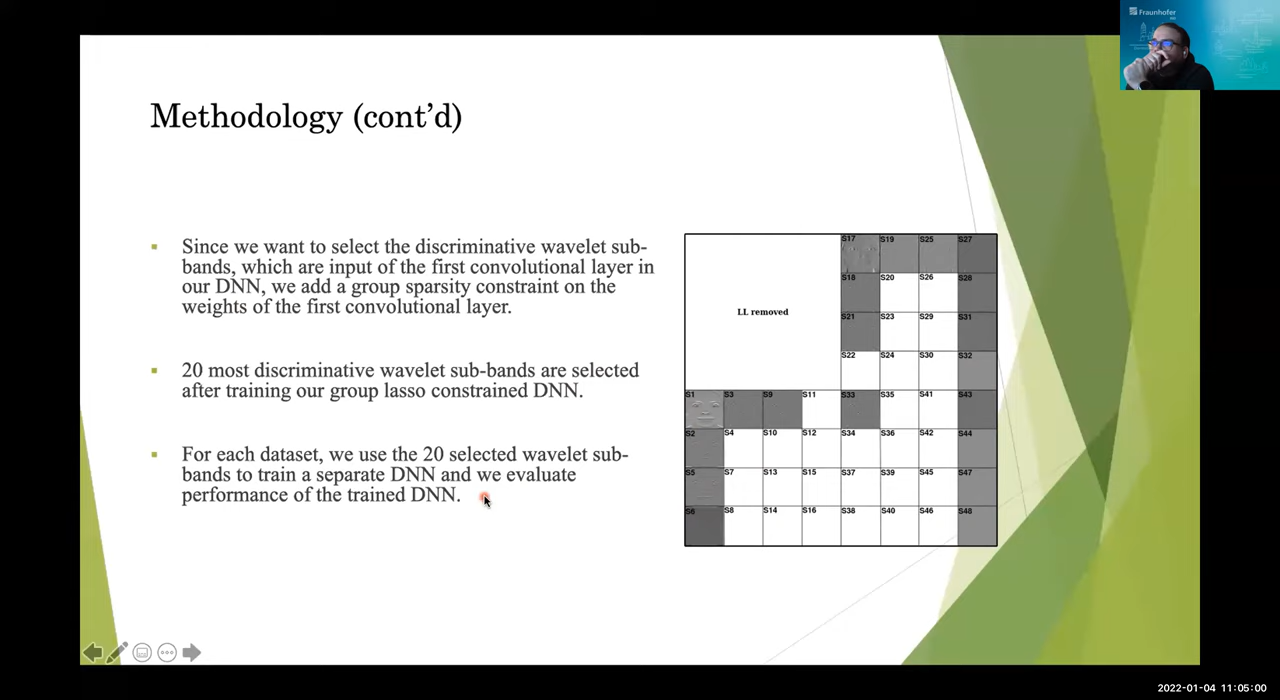 Fraunhofer
Methodology (cont’d)
Since we want to select the discriminative wavelet sub-
bands, which are input of the first convolutional layer in
our DNN, we add a group sparsity constraint on the
weights of the first convolutional layer.
20 most discriminative wavelet sub-bands are selected
after training our group lasso constrained DNN.
For each dataset, we use the 20 selected wavelet sub-
bands to train a separate DNN and we evaluate
performance of the trained DNN.
S17 S19 S25 S27
S18 S20 S26 S28
LL removed
S21 S23 S29 S31
S22 S24 S30 S32
S1 S3 S9 S11 S33 S35 S41 S43
S2 S4 S10 S12 S34 S36 S42 S44
S5 S7 S13 S15 S37 S39 S45 S47
S6 S8 S14 S16 S38 S40 S46 S48
2022-01-04 11:05:00